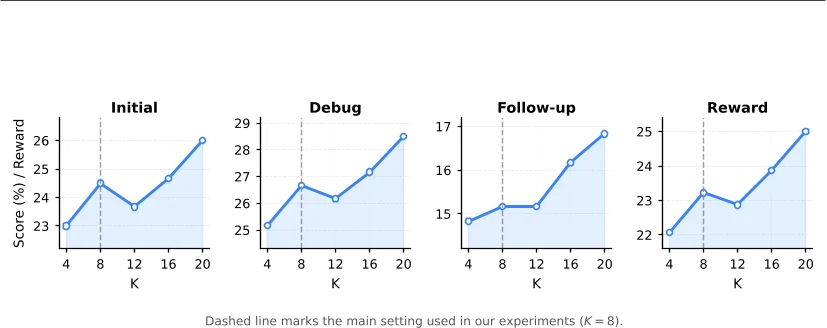 Initial
Debug
Follow-up
Reward
Score (%) / Reward
26
25
24
23
4 8 12 16 20
K
29
28
27
26
25
4 8 12 16 20
K
17
16
15
4 8 12 16 20
K
25
24
23
22
4 8 12 16 20
K
Dashed line marks the main setting used in our experiments (K = 8).